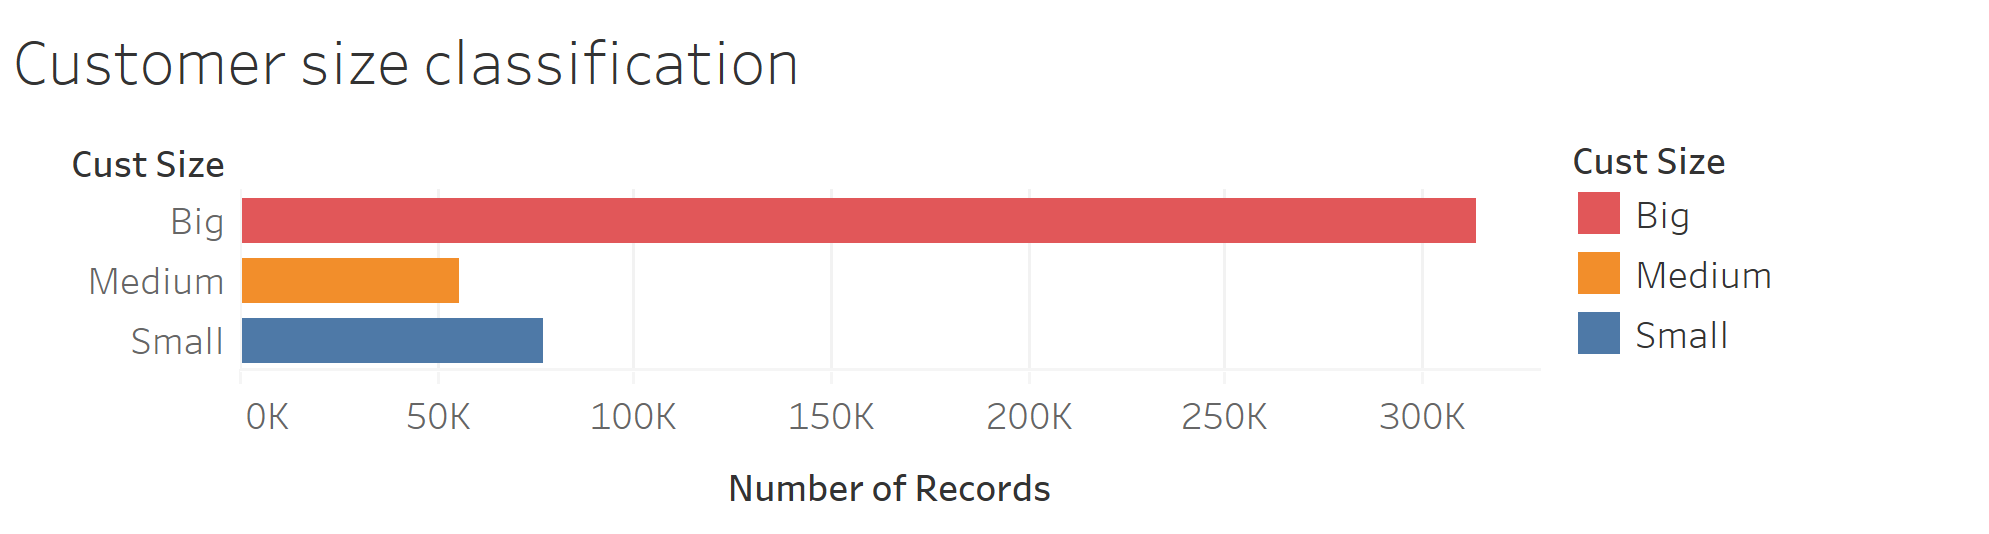 Customer size classification
Cust Size
Big
Medium
Small
0K 50K 100K 150K 200K 250K 300K
Number of Records
Cust Size
Big
Medium
Small